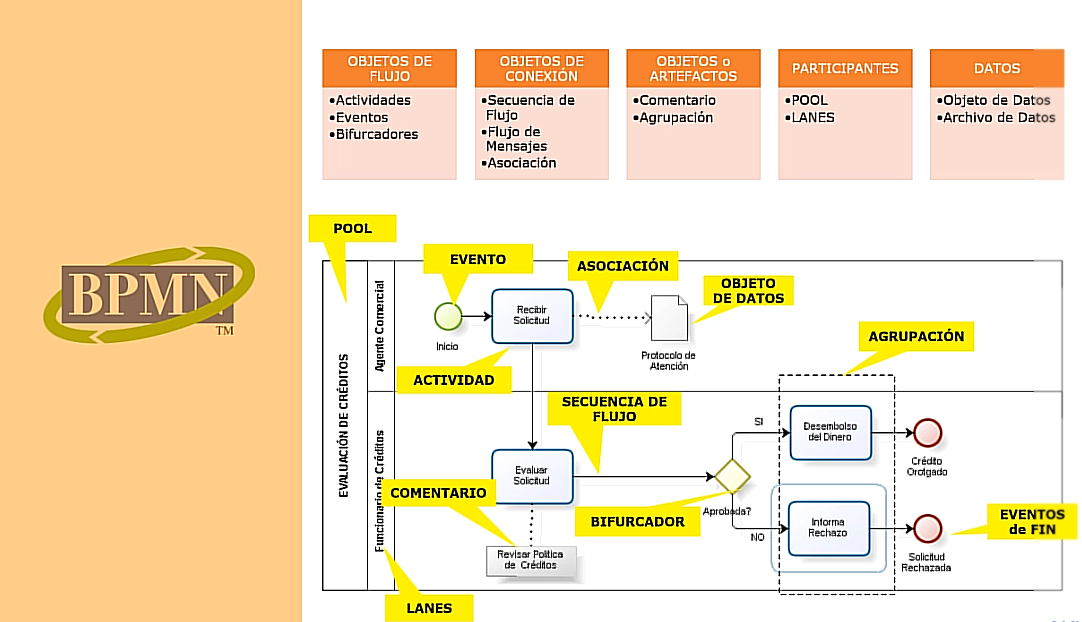 OBJETOS DE
FLUJO
•Actividades
•Eventos
•Bifurcadores
OBJETOS DE
CONEXIÓN
•Secuencia de
Flujo
•Flujo de
Mensajes
•Asociación
OBJETOS o
ARTEFACTOS
•Comentario
•Agrupación
PARTICIPANTES
•POOL
•LANES
DATOS
•Objeto de Datos
•Archivo de Datos
BPMN
TM
POOL
EVENTO
ASOCIACIÓN
OBJETO
DE DATOS
AGRUPACIÓN
EVALUACIÓN DE CRÉDITOS
Agente Comercial
Inicio
Recibir
Solicitud
Protocolo de
Atención
ACTIVIDAD
SECUENCIA DE
FLUJO
Funcionario de Créditos
Evaluar
Solicitud
COMENTARIO
Revisar Política
de Créditos
BIFURCADOR
Aprobada?
SI
NO
Desembolso
del Dinero
Crédito
Orotgado
Informa
Rechazo
Solicitud
Rechazada
EVENTOS
de FIN
LANES